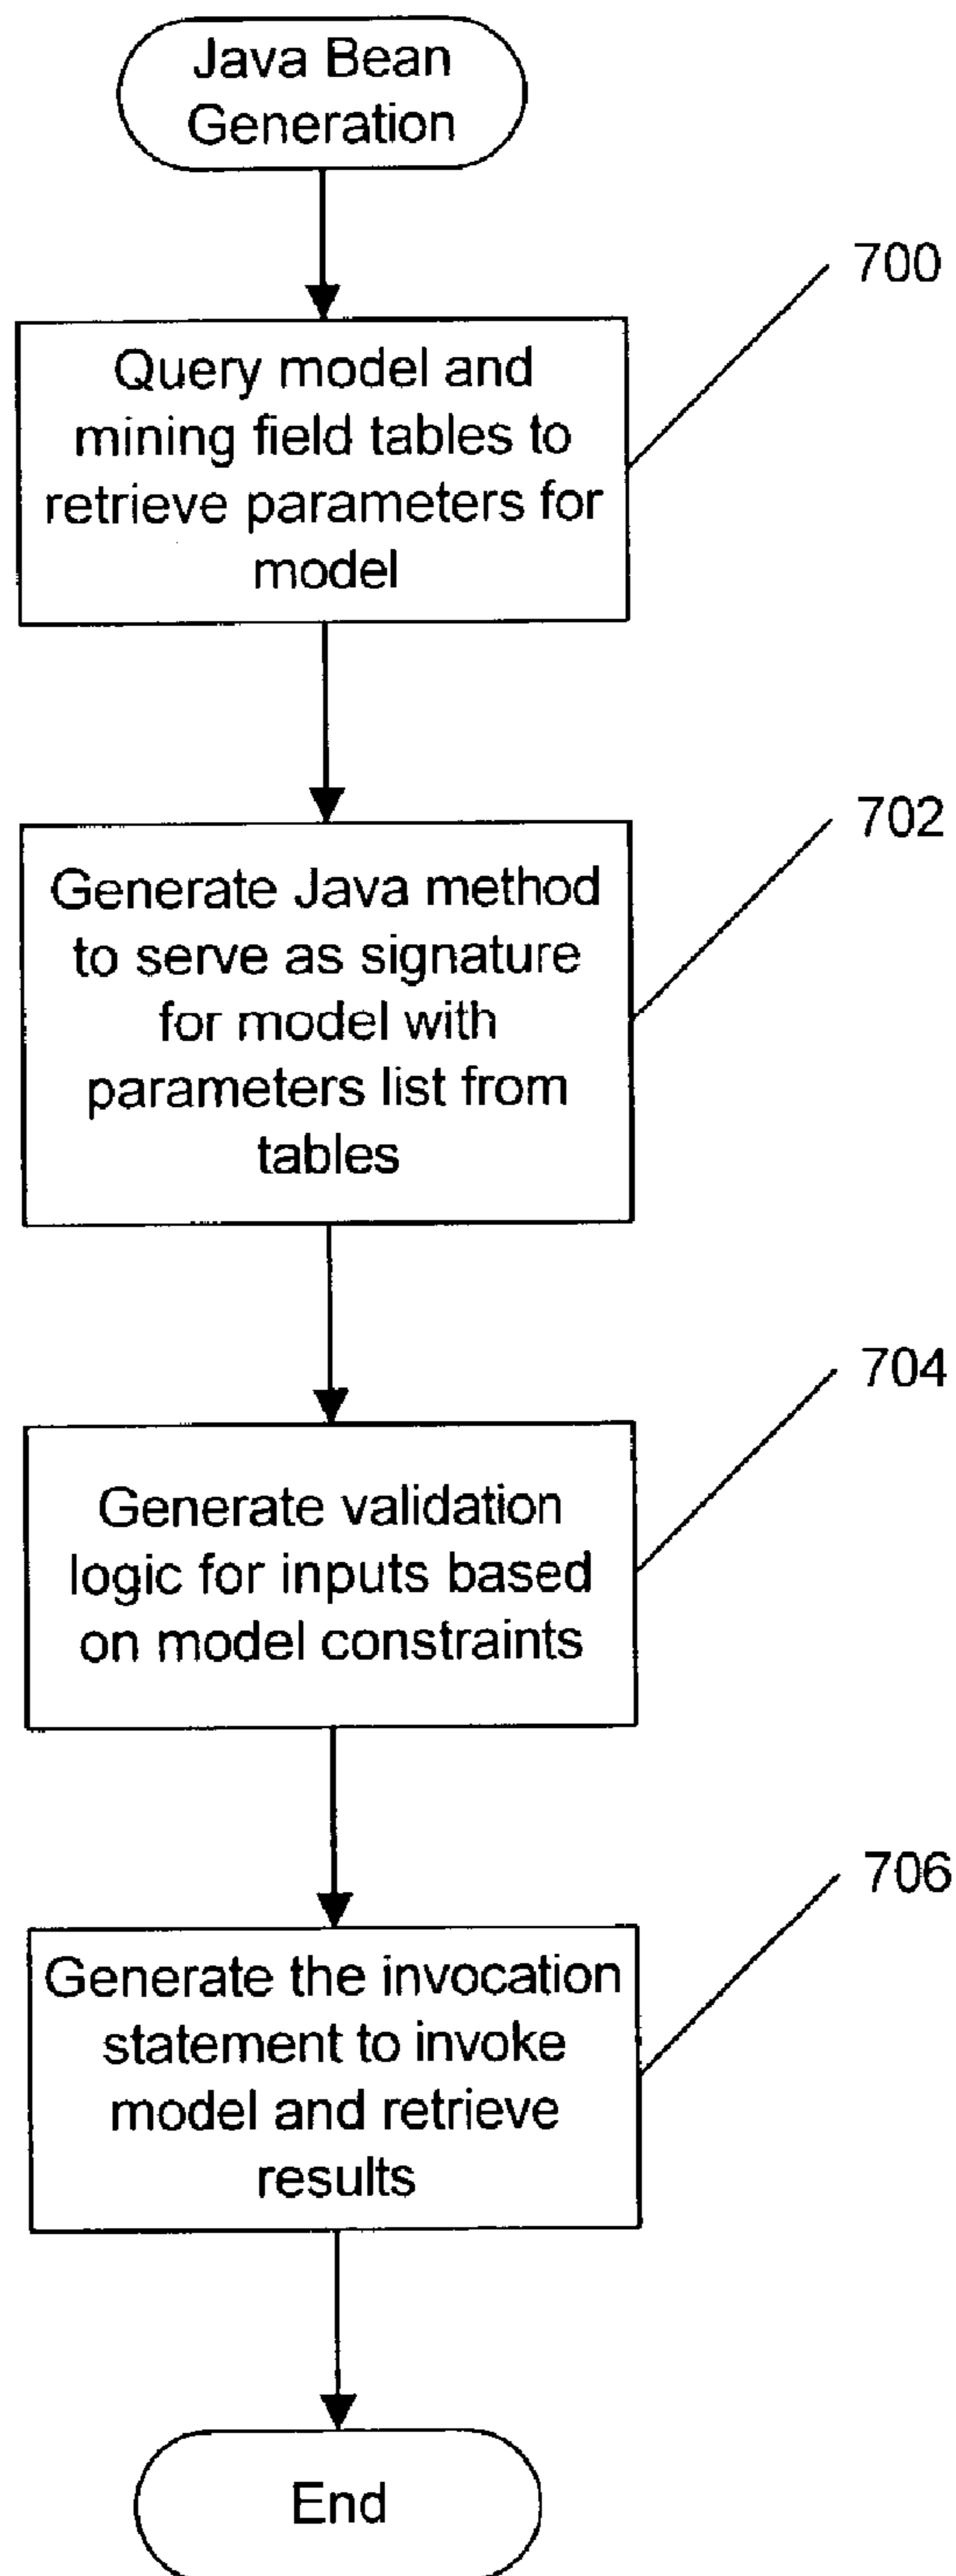 Java Bean
Generation
700
Query model and
mining field tables to
retrieve parameters for
model
702
Generate Java method
to serve as signature
for model with
parameters list from
tables
704
Generate validation
logic for inputs based
on model constraints
706
Generate the invocation
statement to invoke
model and retrieve
results
End